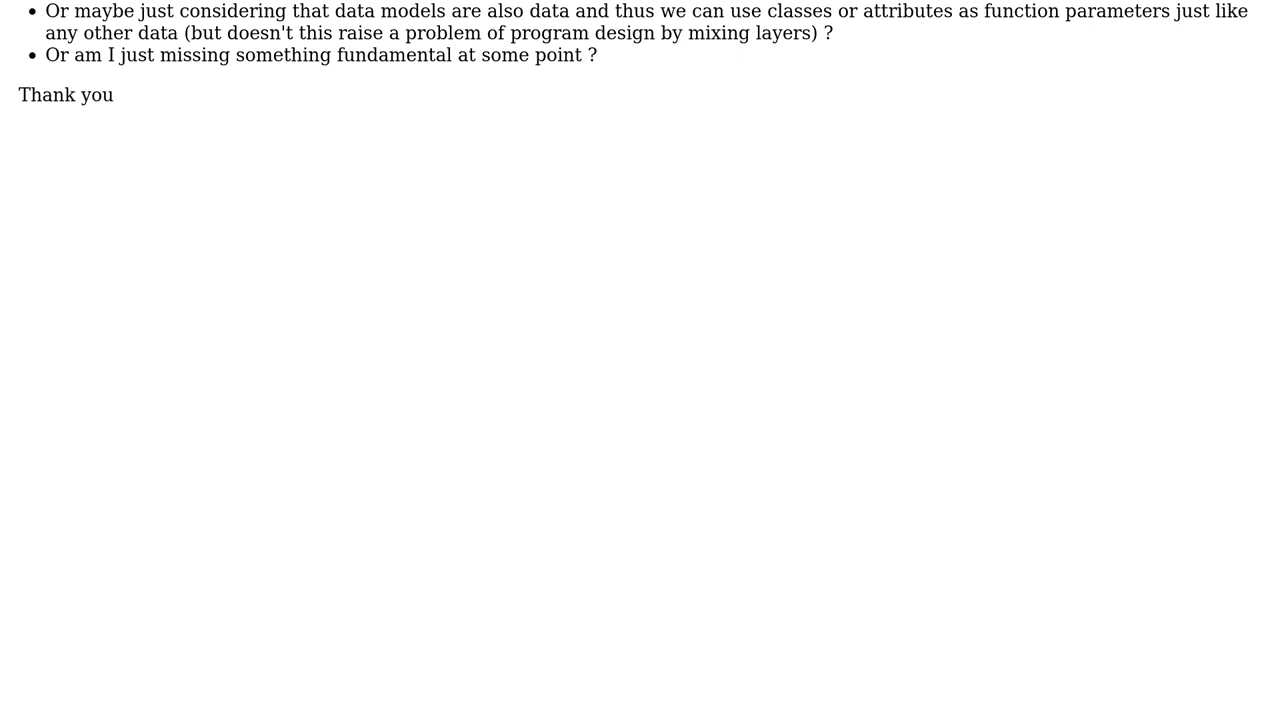 • Or maybe just considering that data models are also data and thus we can use classes or attributes as function parameters just like
any other data (but doesn't this raise a problem of program design by mixing layers) ?
• Or am I just missing something fundamental at some point ?
Thank you